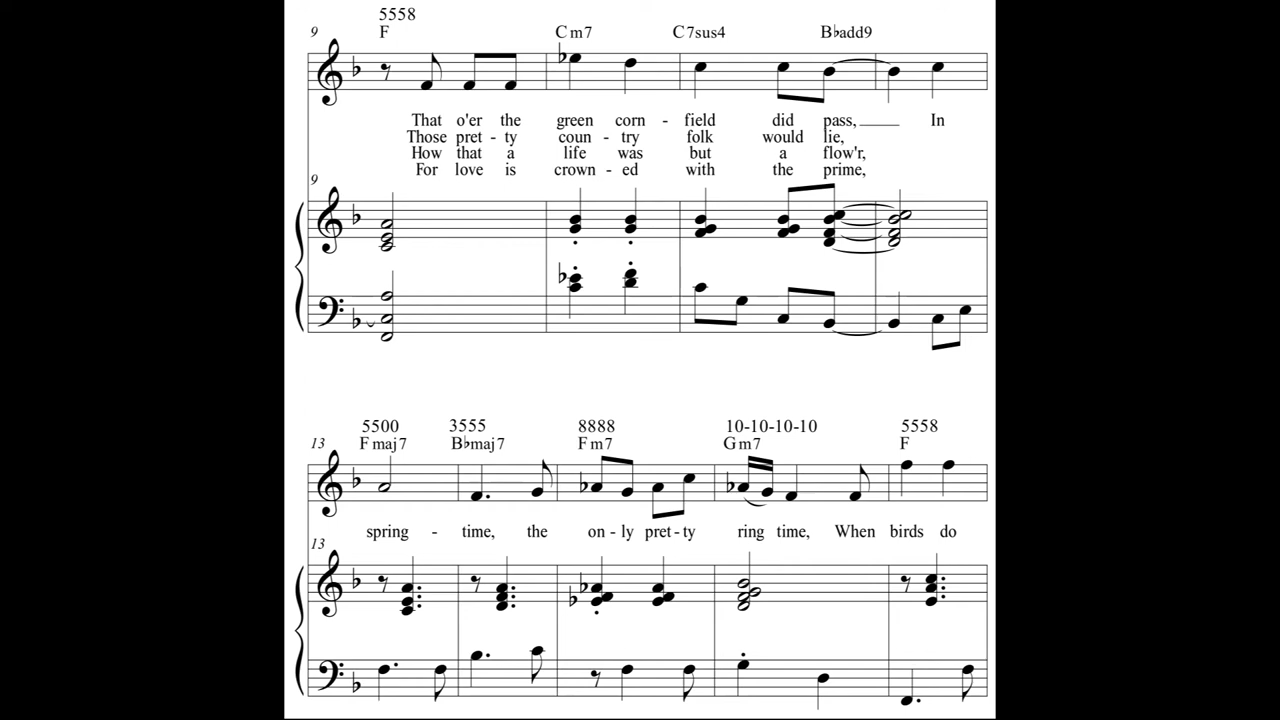 5558
9 F Cm7 C7sus4 B♭add9
That o'er the green corn - field did pass,____ In
Those pret - ty coun - try folk would lie,
How that a life was but a flow'r,
For love is crown - ed with the prime,
9
5500 3555 8888 10-10-10-10 5558
13 Fmaj7 B♭maj7 Fm7 Gm7 F
spring - time, the on - ly pret - ty ring time, When birds do
13